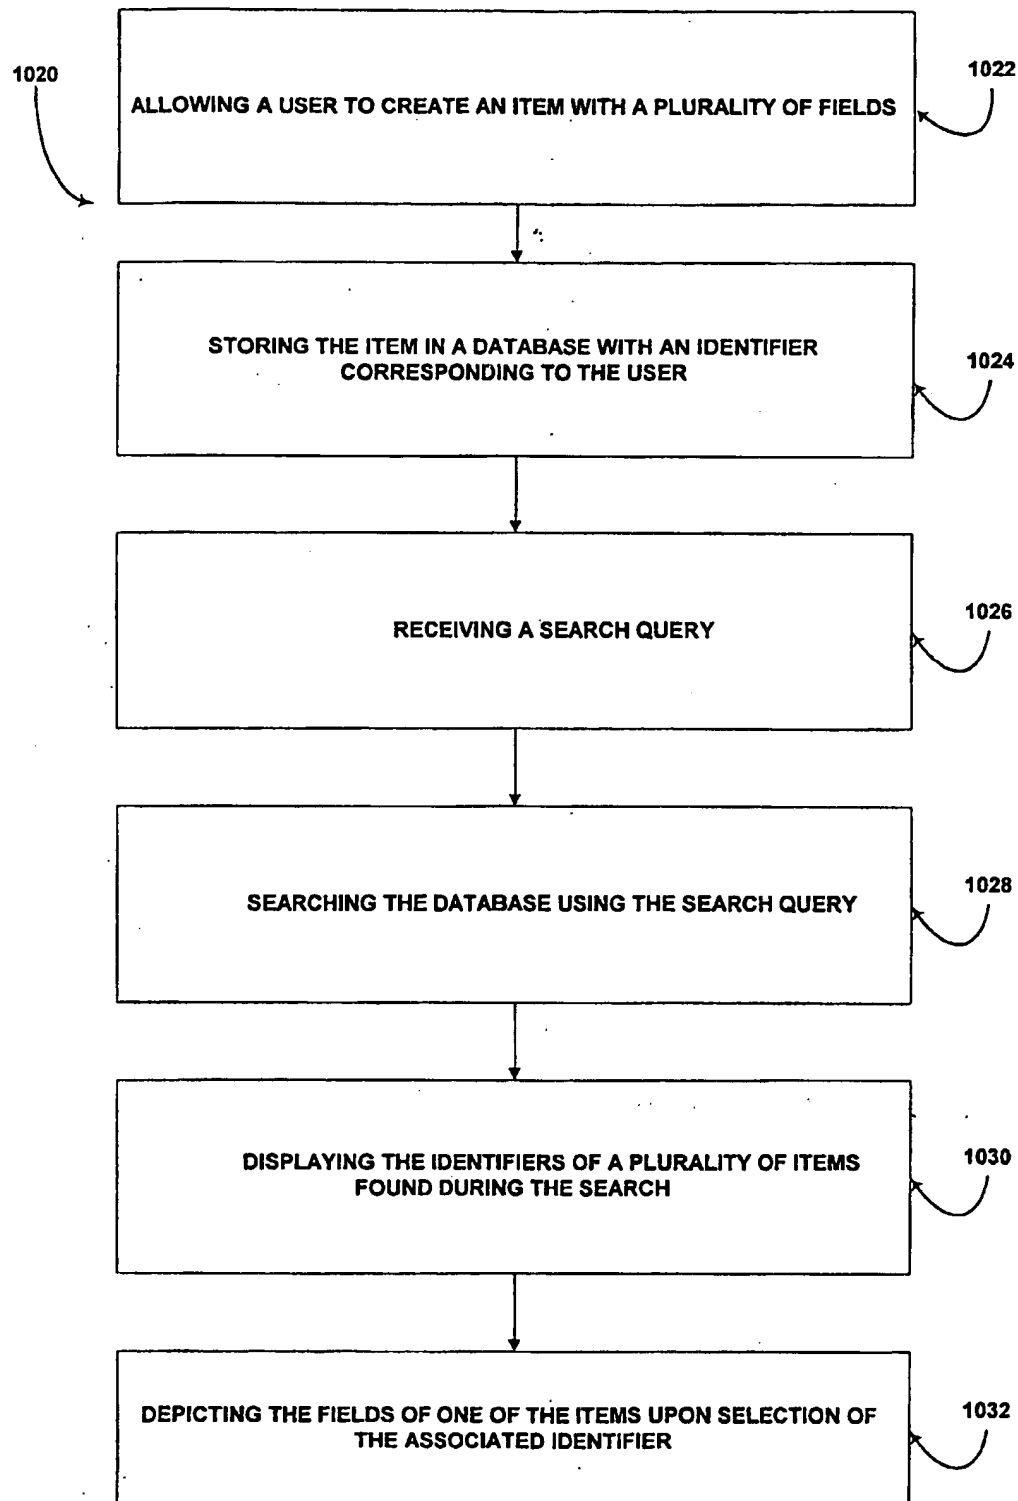 1020
1022
ALLOWING A USER TO CREATE AN ITEM WITH A PLURALITY OF FIELDS
STORING THE ITEM IN A DATABASE WITH AN IDENTIFIER
CORRESPONDING TO THE USER
1024
RECEIVING A SEARCH QUERY
1026
SEARCHING THE DATABASE USING THE SEARCH QUERY
1028
DISPLAYING THE IDENTIFIERS OF A PLURALITY OF ITEMS
FOUND DURING THE SEARCH
1030
DEPICTING THE FIELDS OF ONE OF THE ITEMS UPON SELECTION OF
THE ASSOCIATED IDENTIFIER
1032